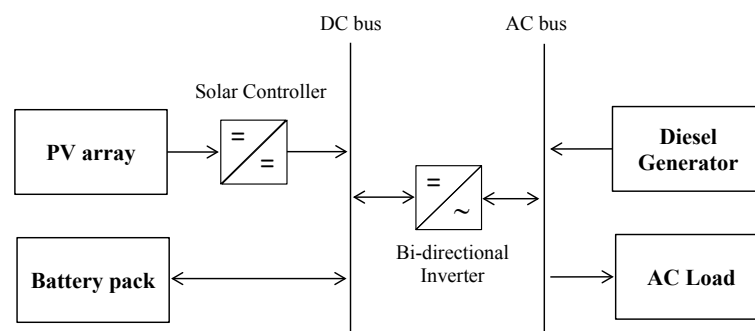 DC bus
AC bus
Solar Controller
PV array
=
=
Diesel
Generator
=
~
Bi-directional
Inverter
Battery pack
AC Load